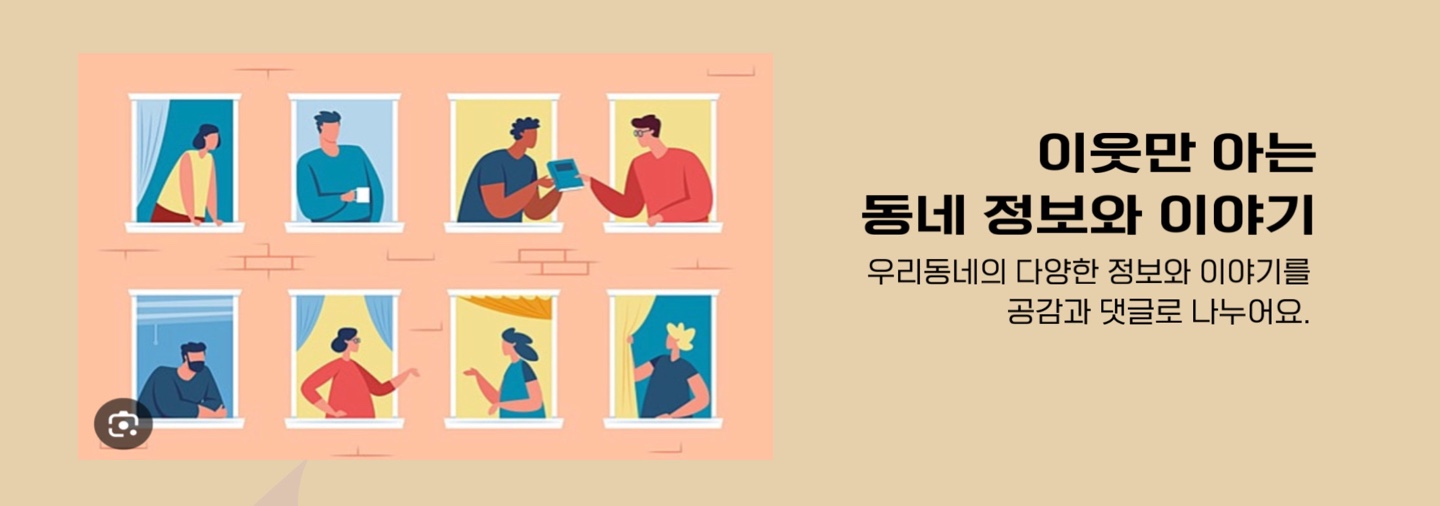 이웃만 아는
동네 정보와 이야기
우리동네의 다양한 정보와 이야기를
공감과 댓글로 나누어요.